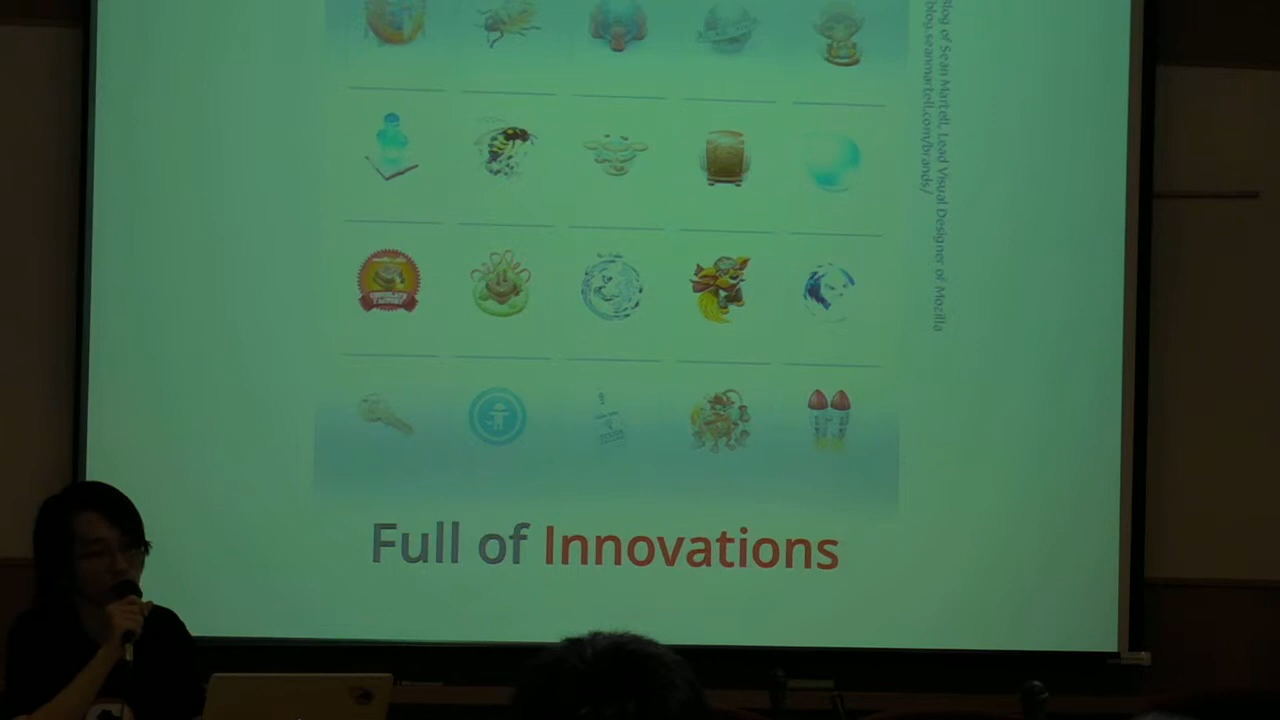 Blog of Sean Martell, Lead Visual Designer of Mozilla
blog.seanmartell.com/brands/
Full of Innovations